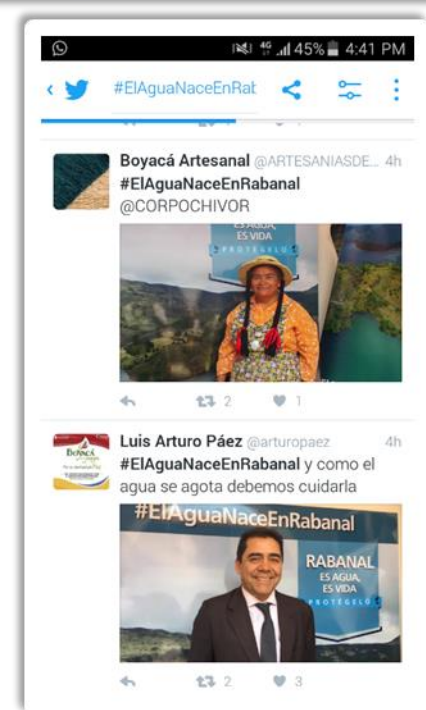 4G 45% 4:41 PM
#ElAguaNaceEnRab
Boyacá Artesanal @ARTESANIASDE... 4h
#ElAguaNaceEnRabanal
@CORPOCHIVOR
ES AGUA,
ES VIDA
PROTÉGELO
2 1
Luis Arturo Páez @arturopaez 4h
#ElAguaNaceEnRabanal y como el
agua se agota debemos cuidarla
#ElAguaNaceEnRabanal
RABANAL
ES AGUA,
ES VIDA
PROTÉGELO
2 3